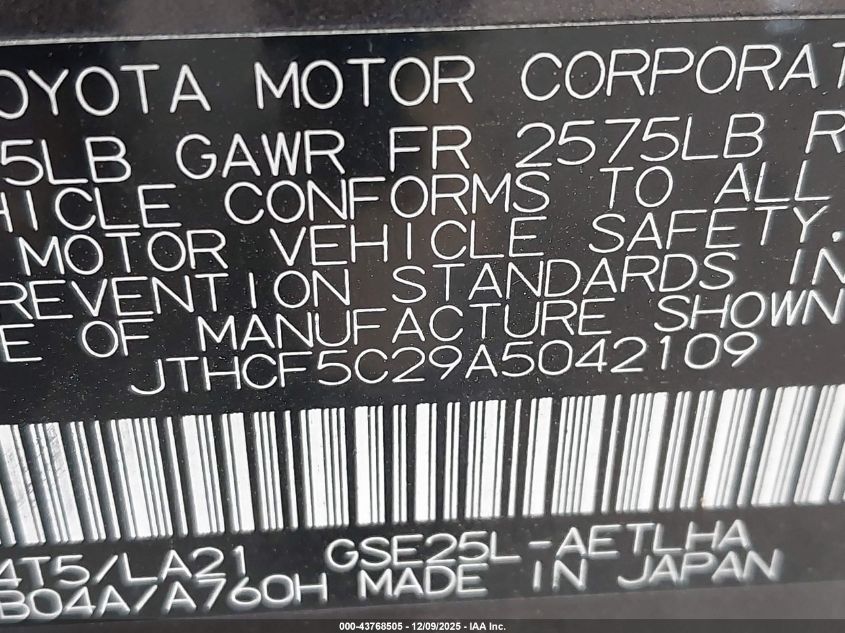 OYOTA MOTOR CORPORAT
5LB GAWR FR 2575LB R
HICLE CONFORMS TO ALL
MOTOR VEHICLE SAFETY,
REVENTION STANDARDS IN
E OF MANUFACTURE SHOWN
JTHCF5C29A5042109
4T5/LA21 GSE25L-AETLHA
B04A/A760H MADE IN JAPAN
000-43768505 | 12/09/2025 - IAA Inc.